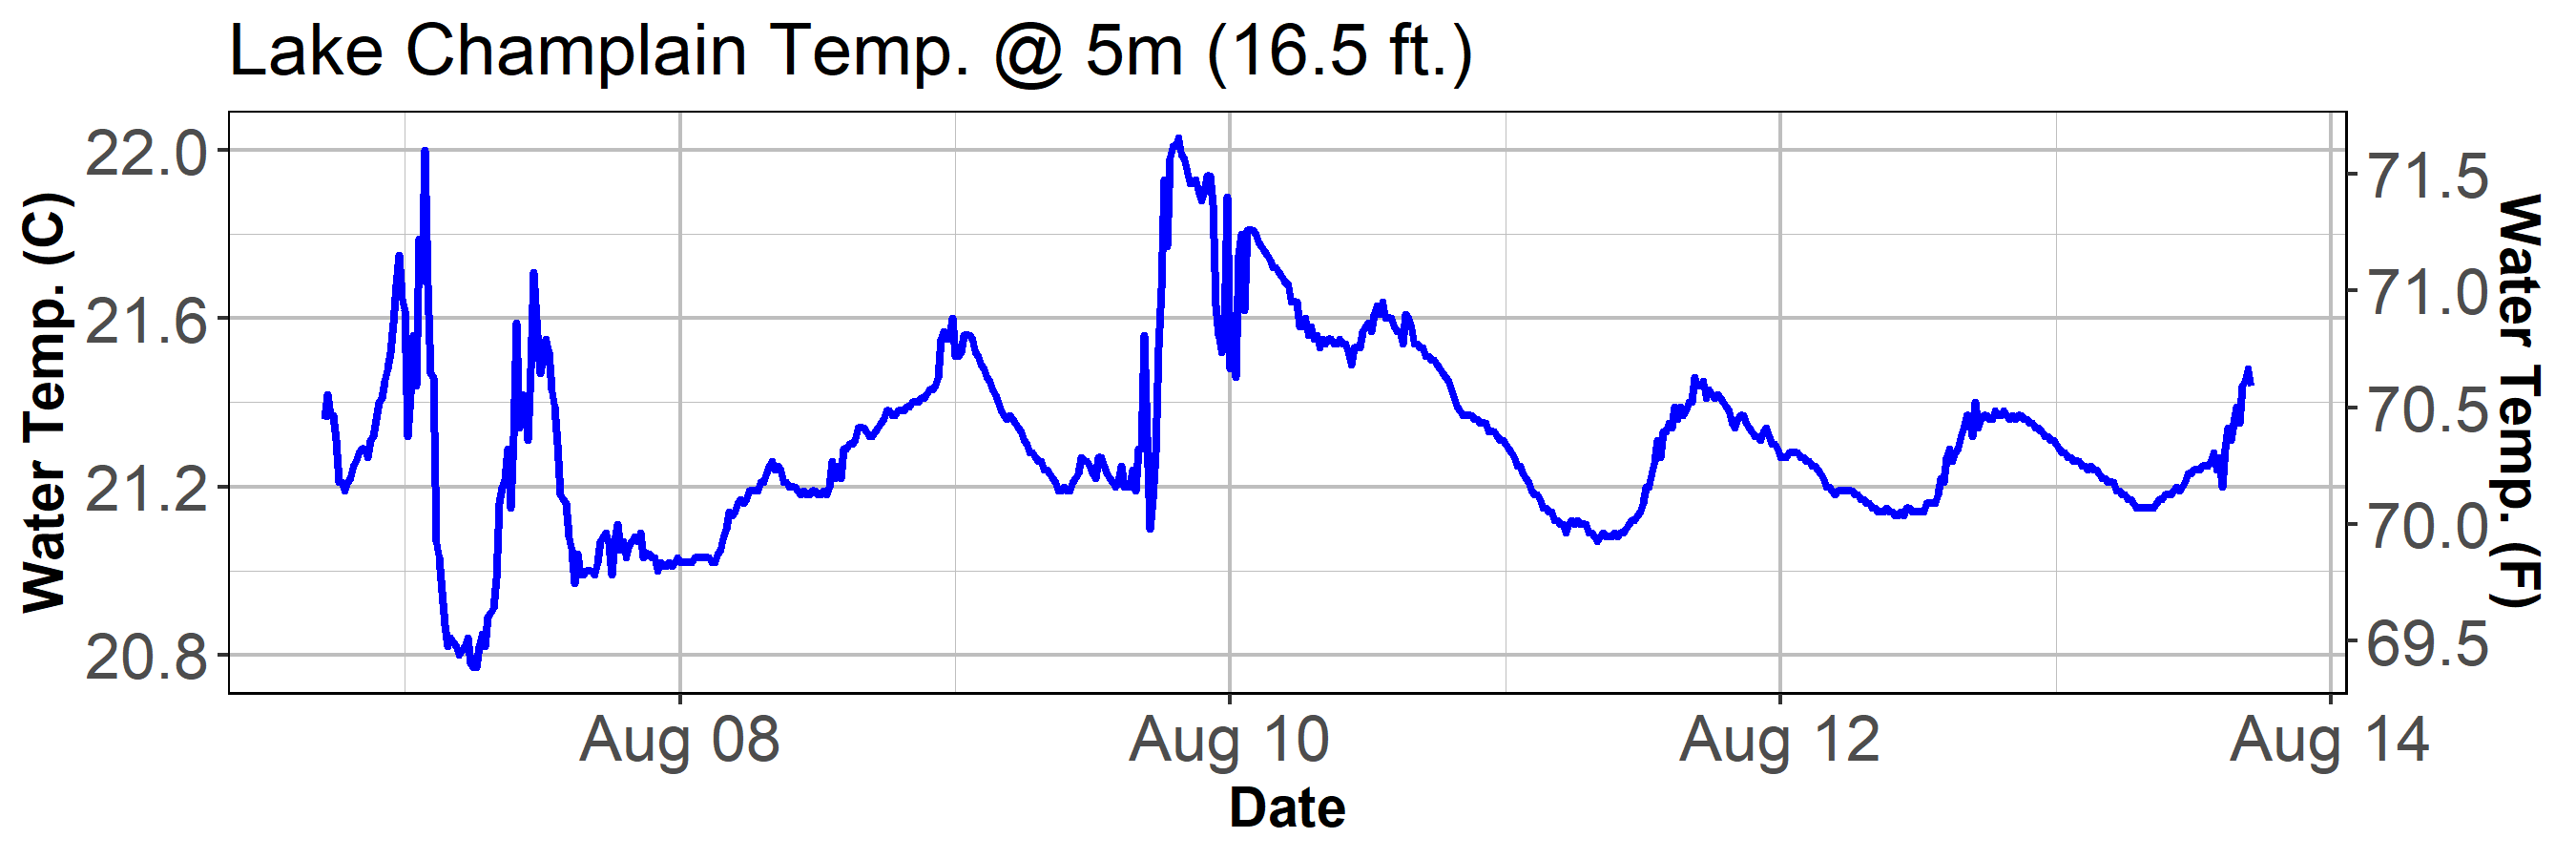 Lake Champlain Temp. @ 5m (16.5 ft.)
Water Temp. (C)
22.0
21.6
21.2
20.8
71.5
71.0
70.5
70.0
69.5
Water Temp. (F)
Aug 08
Aug 10
Aug 12
Aug 14
Date